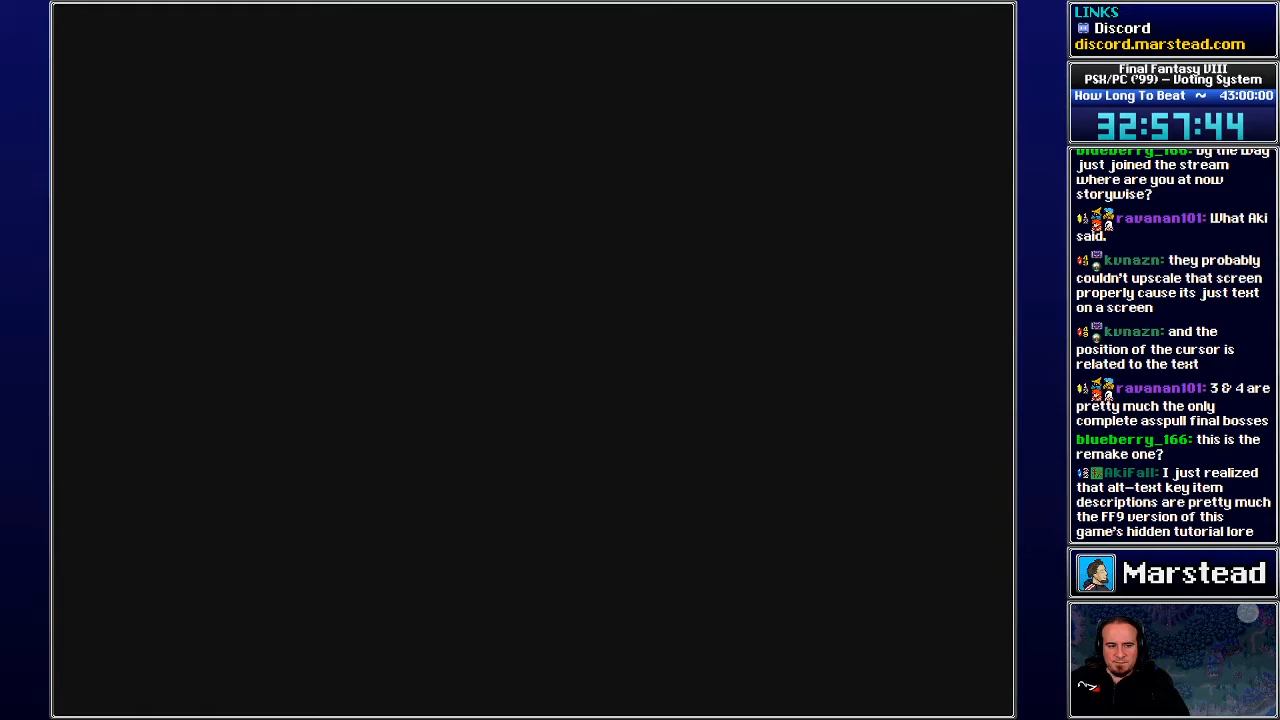 LINKS
Discord
discord.marstead.com
Final Fantasy VIII
PSX/PC ('99) – Voting System
How Long To Beat ~ 43:00:00
32:57:44
blueberry_166: by the way
just joined the stream
where are you at now
storywise?
ravanan101: What Aki
said.
kvnazn: they probably
couldn't upscale that screen
properly cause its just text
on a screen
kvnazn: and the
position of the cursor is
related to the text
ravanan101: 3 & 4 are
pretty much the only
complete asspull final bosses
blueberry_166: this is the
remake one?
AkiFall: I just realized
that alt-text key item
descriptions are pretty much
the FF9 version of this
game's hidden tutorial lore
Marstead